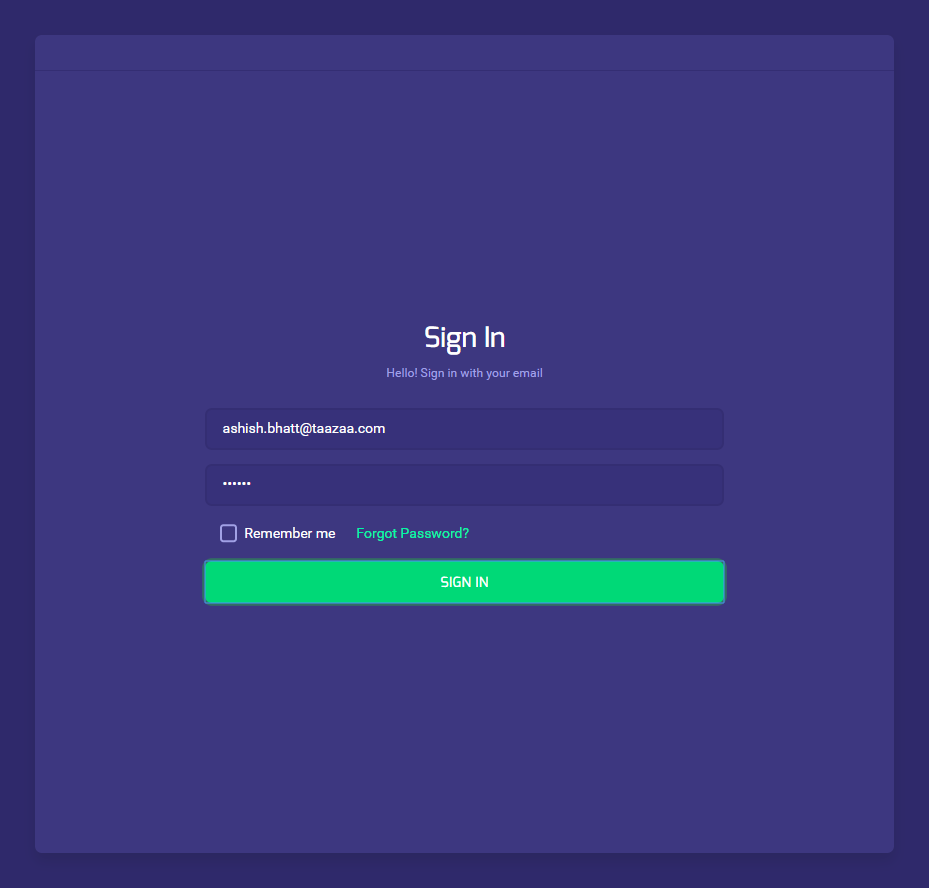 Sign In
Hello! Sign in with your email
ashish.bhatt@taazaa.com
••••••
Remember me Forgot Password?
SIGN IN